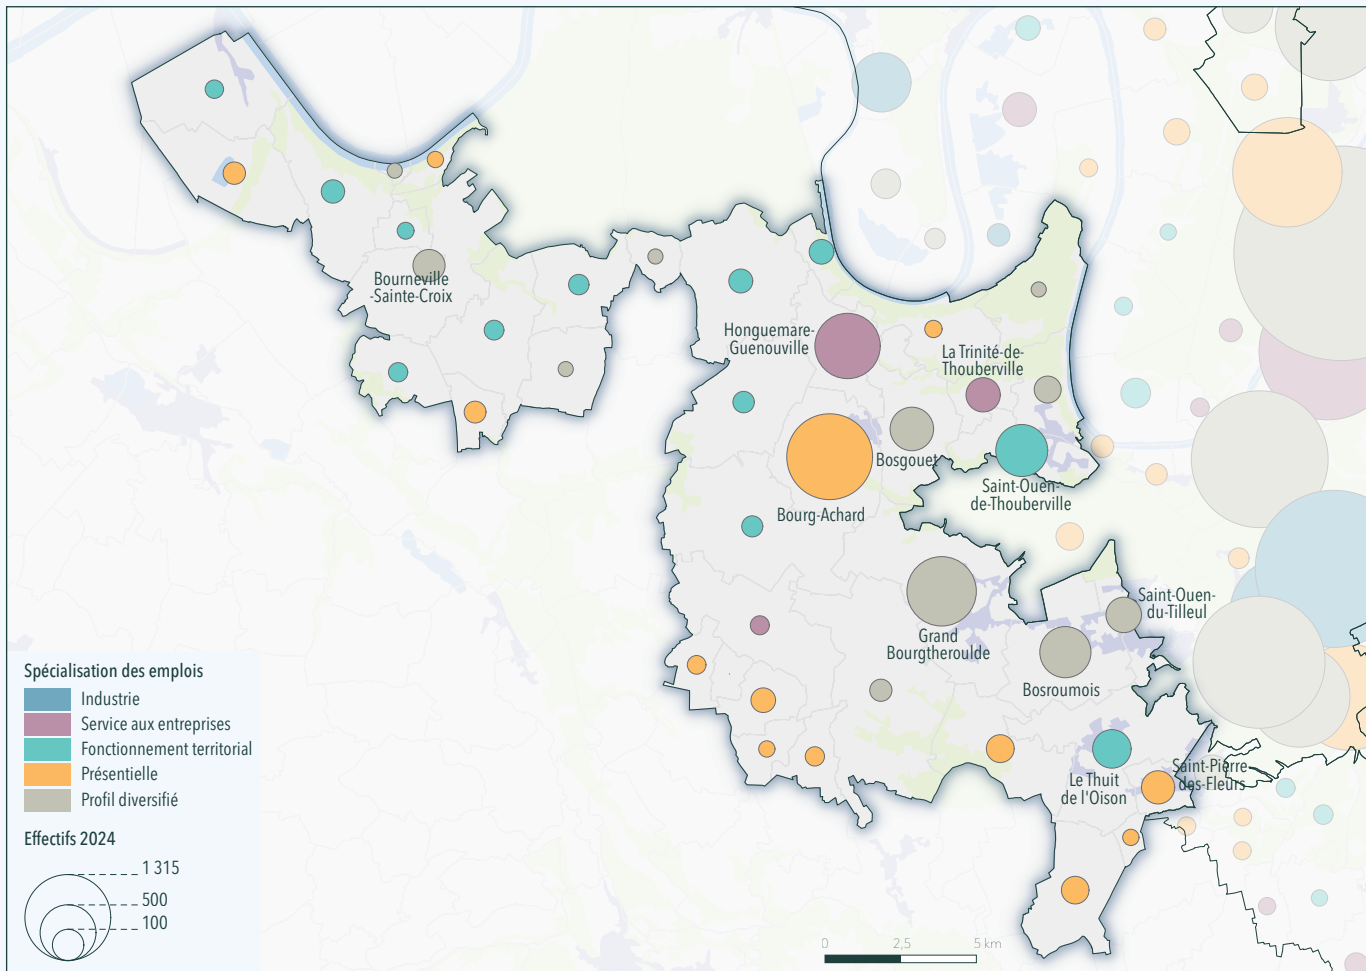 Bourneville
-Sainte-Croix
Honguemare-
Guenouville
La Trinité-de-
Thouberville
Bosgouet
Saint-Ouen-
de-Thouberville
Bourg-Achard
Grand
Bourgtheroulde
Saint-Ouen-
du-Tilleul
Bosroumois
Le Thuit
de l'Oison
Saint-Pierre
des-Fleurs
Spécialisation des emplois
Industrie
Service aux entreprises
Fonctionnement territorial
Présentielle
Profil diversifié
Effectifs 2024
1 315
500
100
0 2,5 5 km